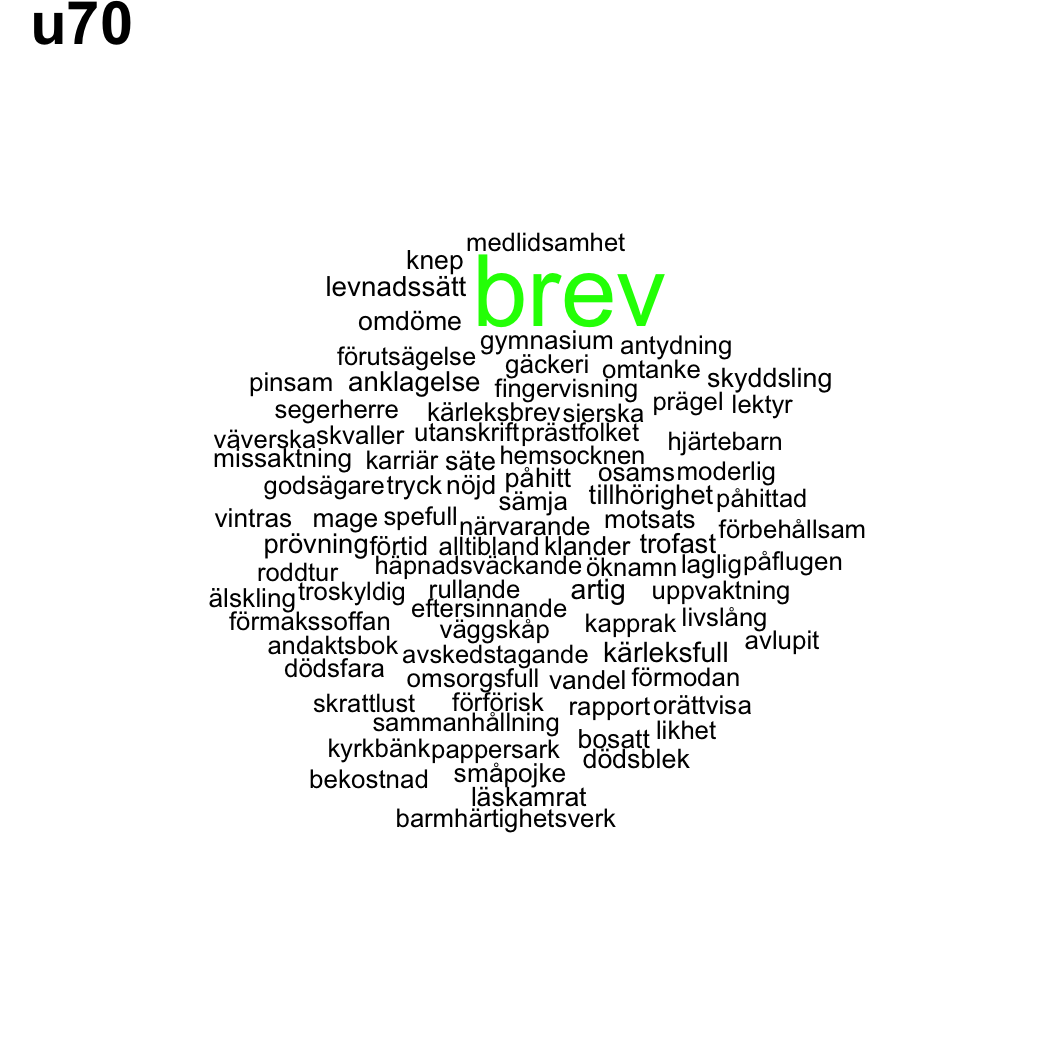 u70
medlidsamhet
knep
brev
levnadssätt
omdöme
gymnasium antydning
förutsägelse gäckeri omtanke skyddsling
pinsam anklagelse fingervisning
segerherre kärleksbrev sierska prägel lektyr
väverska skvaller utanskrift prästfolket hjärtebarn
missaktning karriär säte hemsocknen
godsägare tryck nöjd påhitt osams moderlig
sämja tillhörighet påhittad
vintras mage spefull närvarande motsats förbehållsam
prövning förtid alltibland klander trofast
roddtur häpnadsväckande öknamn laglig påflugen
älskling troskyldig rullande artig uppvaktning
eftersinnande
förmakssoffan väggskåp kapprak livslång
andaktsbok avskedstagande kärleksfull avlupit
dödsfara omsorgsfull vandel förmodan
skrattlust förförisk rapport orättvisa
sammanhållning likhet
kyrkbänk pappersark bosatt
dödsblek
bekostnad småpojke
läskamrat
barmhärtighetsverk